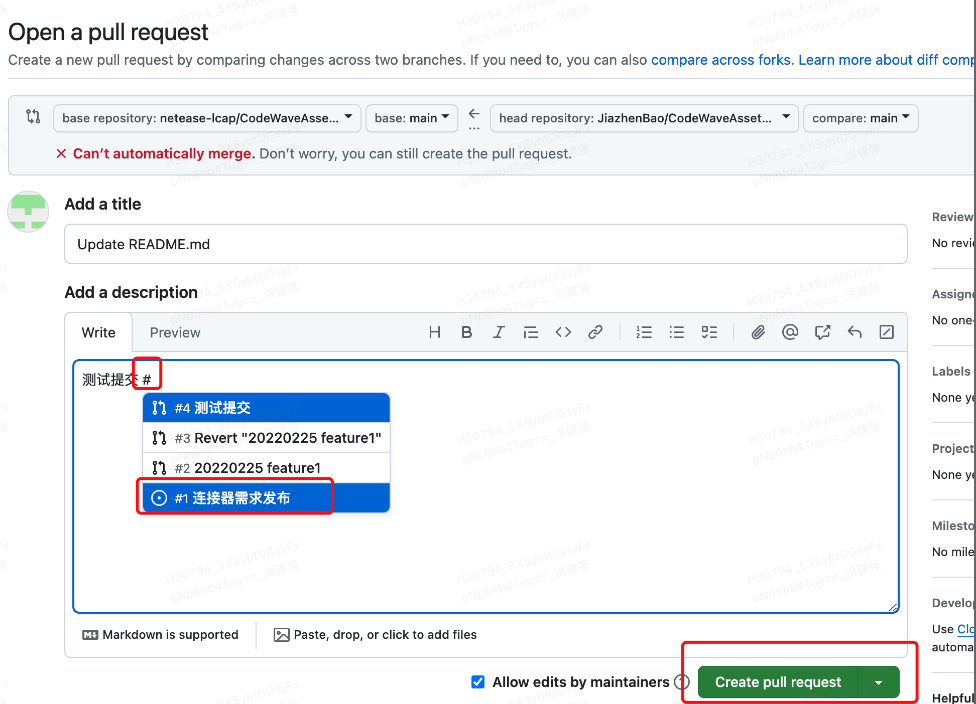 Open a pull request
Create a new pull request by comparing changes across two branches. If you need to, you can also compare across forks. Learn more about diff comp
base repository: netease-lcap/CodeWaveAsse... base: main head repository: JiazhenBao/CodeWaveAsset... compare: main
Can't automatically merge. Don't worry, you can still create the pull request.
Add a title
Update README.md
Add a description
Write Preview
测试提交 #
#4 测试提交
#3 Revert "20220225 feature1"
#2 20220225 feature1
#1 连接器需求发布
Markdown is supported
Paste, drop, or click to add files
Allow edits by maintainers
Create pull request
Review
No revi
Assigne
No one-
Labels
None ye
Project
None ye
Milesto
No mile
Develop
Use Clo
automa
Helpful
H30794_5XSybtDGsyFx
pNp6hb4Tug==_洪建强